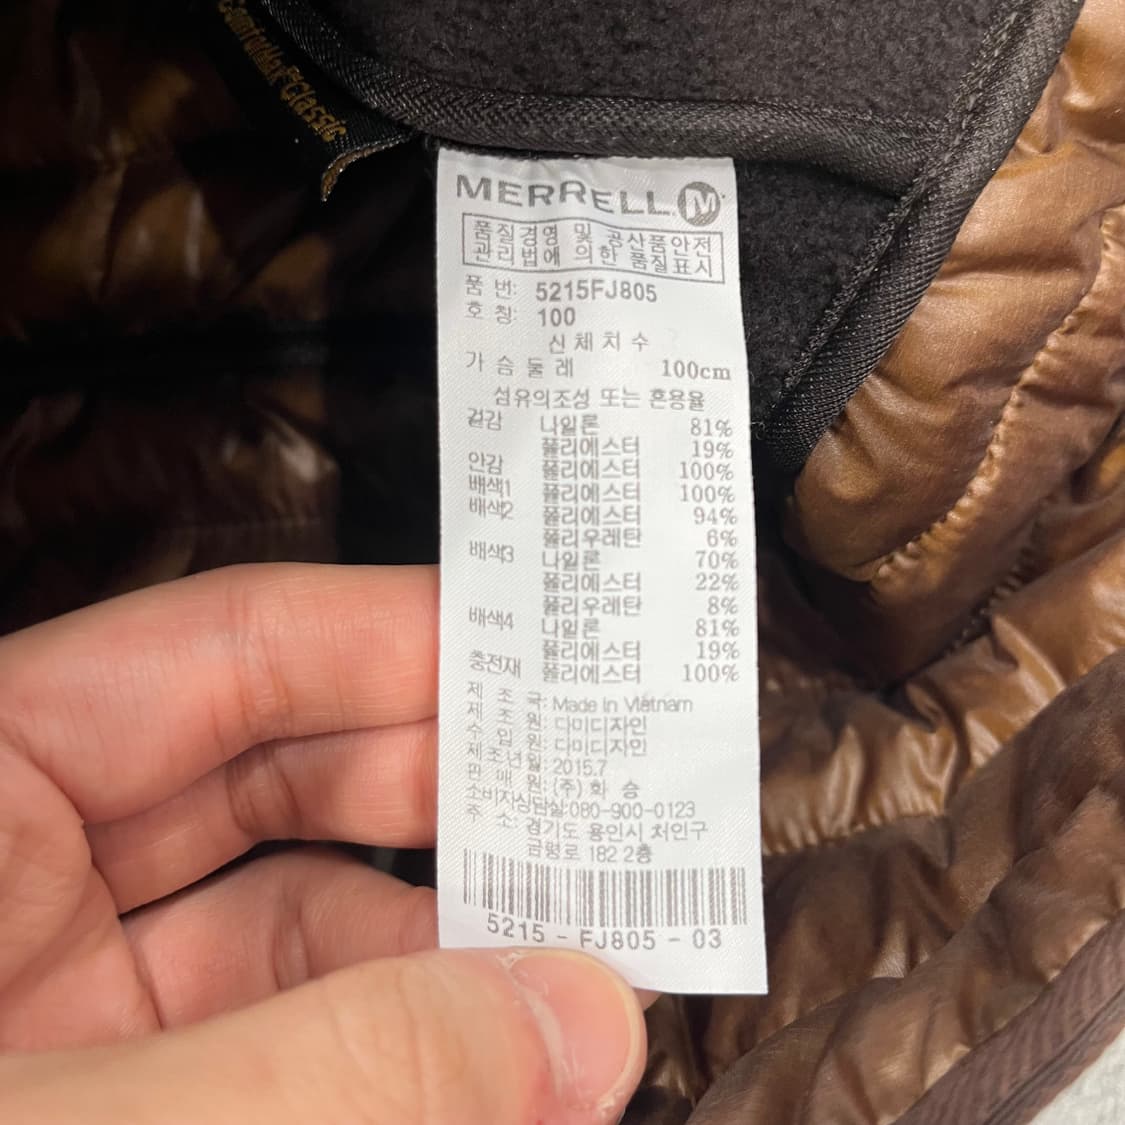 Comfortemp® Classic
MERRELL M
품질경영 및 공산품안전
관리법에 의한 품질표시
품 번: 5215FJ805
호 칭: 100
신 체 치 수
가 슴 둘 레 100cm
섬유의조성 또는 혼용율
겉감 나일론 81%
폴리에스터 19%
안감 폴리에스터 100%
배색1 폴리에스터 100%
배색2 폴리에스터 94%
폴리우레탄 6%
배색3 나일론 70%
폴리에스터 22%
폴리우레탄 8%
배색4 나일론 81%
폴리에스터 19%
충전재 폴리에스터 100%
제 조 국: Made In Vietnam
제 조 원: 다미디자인
수 입 원: 다미디자인
제조년월: 2015.7
판 매 원: (주) 화 승
소비자상담실:080-900-0123
주 소: 경기도 용인시 처인구
금령로 182 2층
5215 - FJ805 - 03